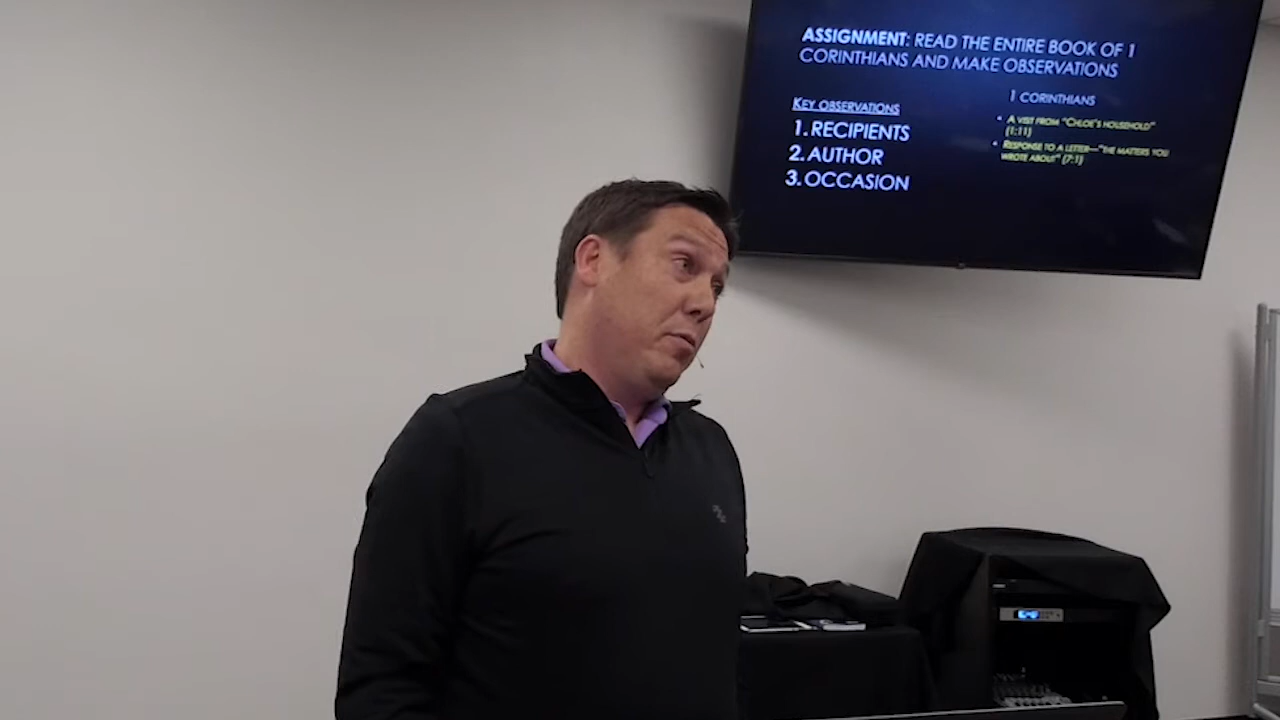 ASSIGNMENT: READ THE ENTIRE BOOK OF 1
CORINTHIANS AND MAKE OBSERVATIONS
KEY OBSERVATIONS
1. RECIPIENTS
2. AUTHOR
3. OCCASION
1 CORINTHIANS
• A VISIT FROM "CHLOE'S HOUSEHOLD"
(1:11)
• RESPONSE TO A LETTER—"THE MATTERS YOU
WROTE ABOUT" (7:1)